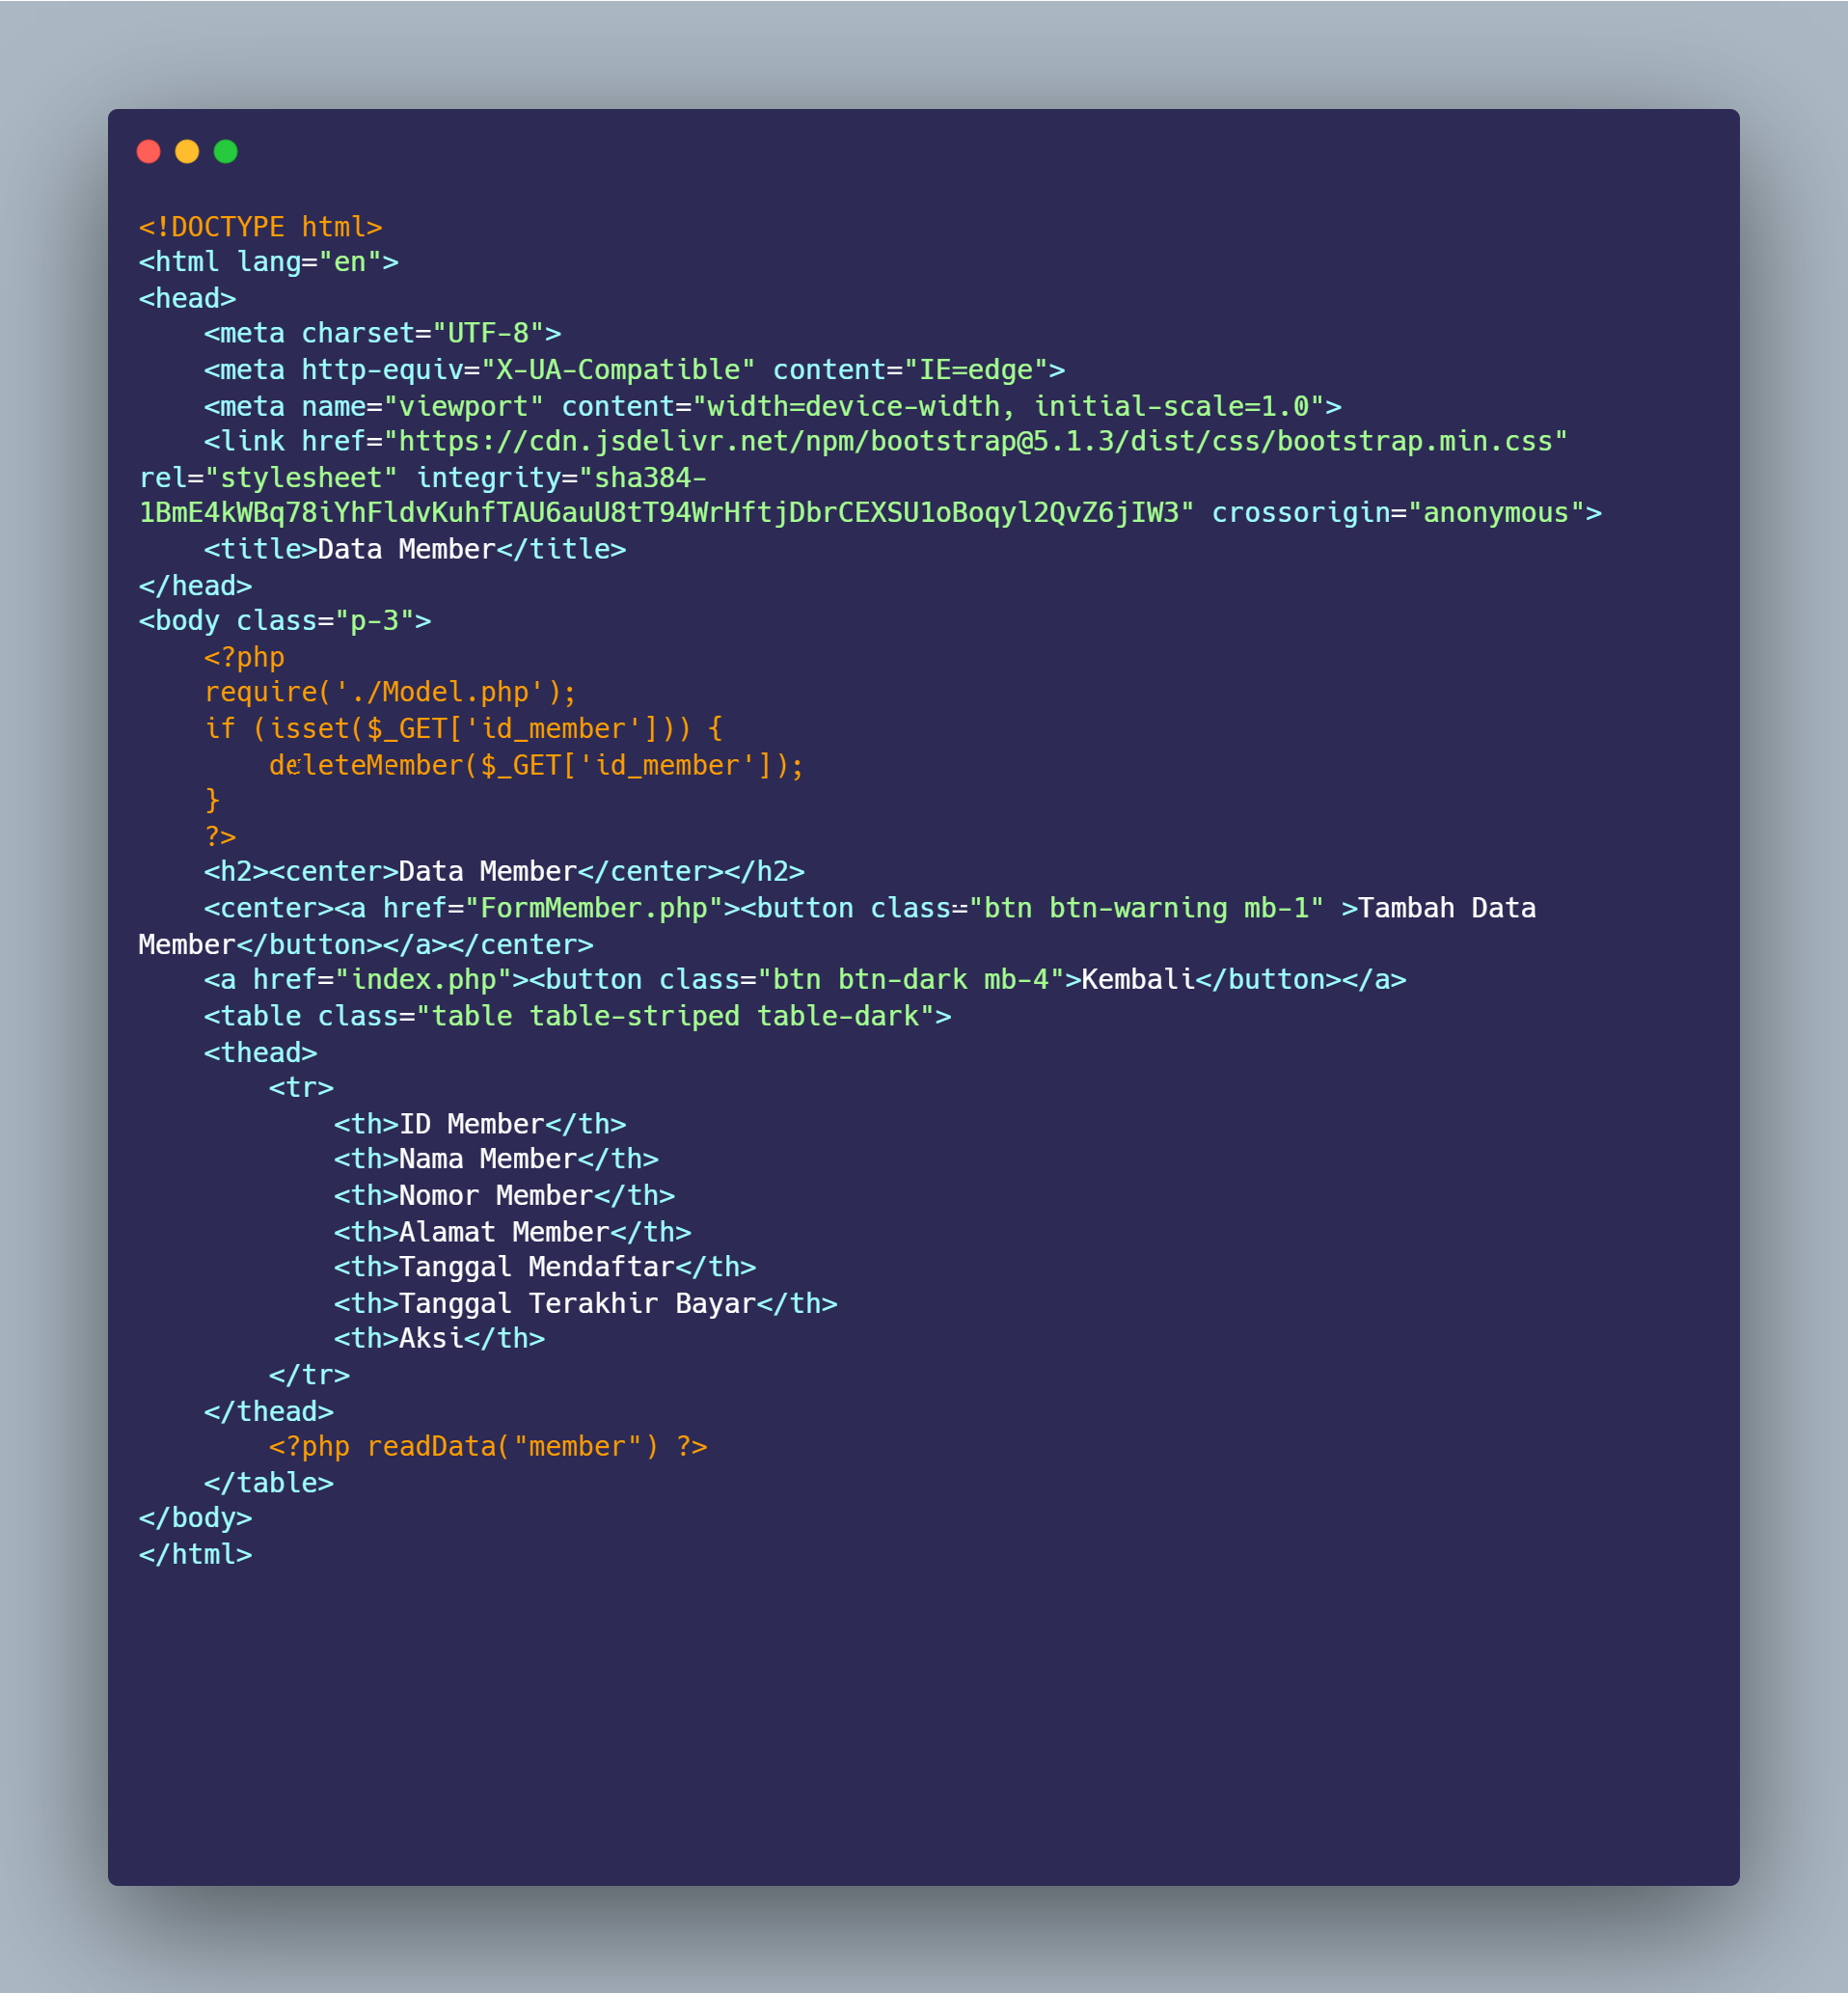 <!DOCTYPE html>
<html lang="en">
<head>
    <meta charset="UTF-8">
    <meta http-equiv="X-UA-Compatible" content="IE=edge">
    <meta name="viewport" content="width=device-width, initial-scale=1.0">
    <link href="https://cdn.jsdelivr.net/npm/bootstrap@5.1.3/dist/css/bootstrap.min.css"
rel="stylesheet" integrity="sha384-
1BmE4kWBq78iYhFldvKuhfTAU6auU8tT94WrHftjDbrCEXSU1oBoqyl2QvZ6jIW3" crossorigin="anonymous">
    <title>Data Member</title>
</head>
<body class="p-3">
    <?php
    require('./Model.php');
    if (isset($_GET['id_member'])) {
        deleteMember($_GET['id_member']);
    }
    ?>
    <h2><center>Data Member</center></h2>
    <center><a href="FormMember.php"><button class="btn btn-warning mb-1" >Tambah Data
Member</button></a></center>
    <a href="index.php"><button class="btn btn-dark mb-4">Kembali</button></a>
    <table class="table table-striped table-dark">
    <thead>
        <tr>
            <th>ID Member</th>
            <th>Nama Member</th>
            <th>Nomor Member</th>
            <th>Alamat Member</th>
            <th>Tanggal Mendaftar</th>
            <th>Tanggal Terakhir Bayar</th>
            <th>Aksi</th>
        </tr>
    </thead>
        <?php readData("member") ?>
    </table>
</body>
</html>